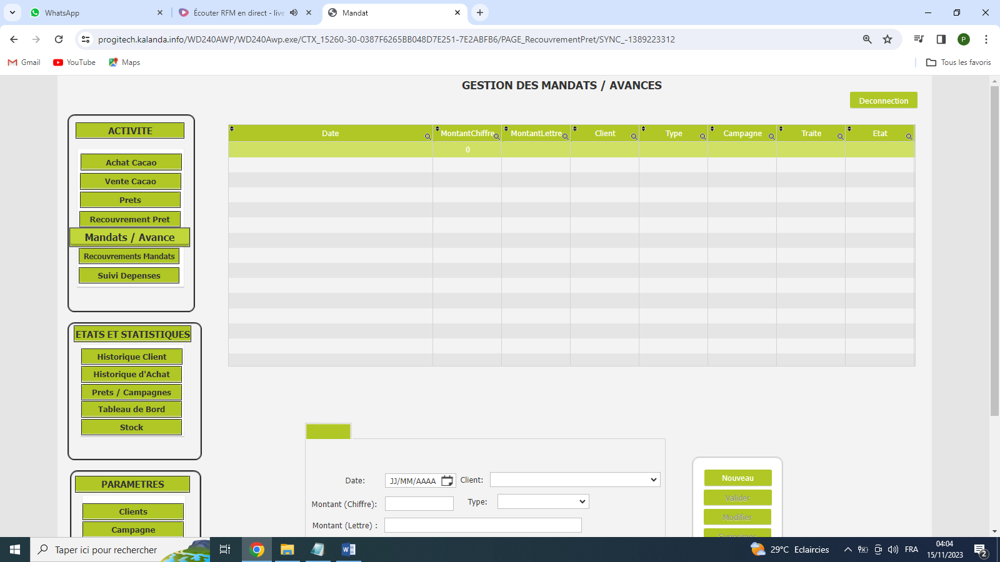 WhatsApp
Écouter RFM en direct - live
Mandat
progitech.kalanda.info/WD240AWP/WD240Awp.exe/CTX_15260-30-0387F6265BB048D7E251-7E2ABFB6/PAGE_RecouvrementPret/SYNC_-1389223312
P
Gmail
YouTube
Maps
Tous les favoris
GESTION DES MANDATS / AVANCES
Deconnection
ACTIVITE
Achat Cacao
Vente Cacao
Prets
Recouvrement Pret
Mandats / Avance
Recouvrements Mandats
Suivi Depenses
Date MontantChiffre MontantLettre Client Type Campagne Traite Etat
0
ETATS ET STATISTIQUES
Historique Client
Historique d'Achat
Prets / Campagnes
Tableau de Bord
Stock
PARAMETRES
Clients
Campagne
Date: JJ/MM/AAAA Client:
Montant (Chiffre): Type:
Montant (Lettre) :
Nouveau
Valider
Modifier
Supprimer
Taper ici pour rechercher
29°C Eclaircies
FRA
04:04
15/11/2023
2